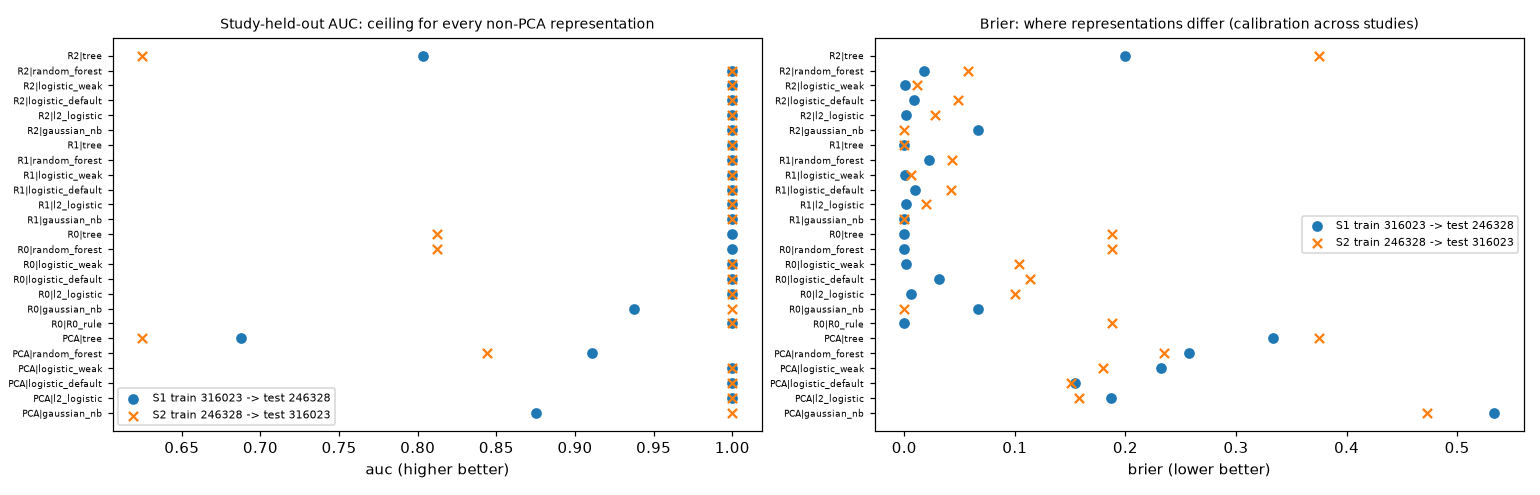 Study-held-out AUC: ceiling for every non-PCA representation
R2|tree
R2|random_forest
R2|logistic_weak
R2|logistic_default
R2|l2_logistic
R2|gaussian_nb
R1|tree
R1|random_forest
R1|logistic_weak
R1|logistic_default
R1|l2_logistic
R1|gaussian_nb
R0|tree
R0|random_forest
R0|logistic_weak
R0|logistic_default
R0|l2_logistic
R0|gaussian_nb
R0|R0_rule
PCA|tree
PCA|random_forest
PCA|logistic_weak
PCA|logistic_default
PCA|l2_logistic
PCA|gaussian_nb
S1 train 316023 -> test 246328
S2 train 246328 -> test 316023
0.65 0.70 0.75 0.80 0.85 0.90 0.95 1.00
auc (higher better)
Brier: where representations differ (calibration across studies)
R2|tree
R2|random_forest
R2|logistic_weak
R2|logistic_default
R2|l2_logistic
R2|gaussian_nb
R1|tree
R1|random_forest
R1|logistic_weak
R1|logistic_default
R1|l2_logistic
R1|gaussian_nb
R0|tree
R0|random_forest
R0|logistic_weak
R0|logistic_default
R0|l2_logistic
R0|gaussian_nb
R0|R0_rule
PCA|tree
PCA|random_forest
PCA|logistic_weak
PCA|logistic_default
PCA|l2_logistic
PCA|gaussian_nb
S1 train 316023 -> test 246328
S2 train 246328 -> test 316023
0.0 0.1 0.2 0.3 0.4 0.5
brier (lower better)